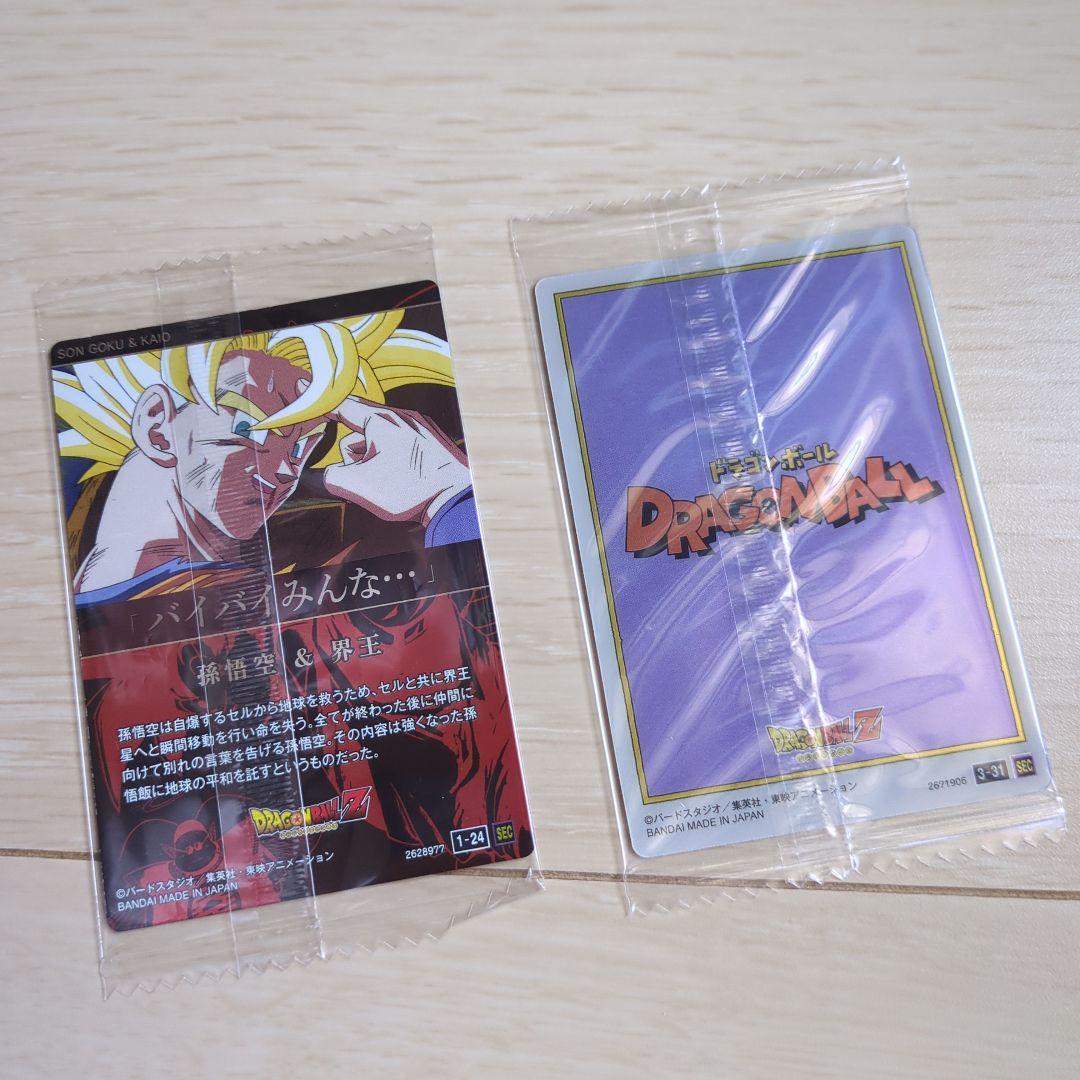 SON GOKU & KAIO
「バイバイみんな…」
孫悟空 & 界王
孫悟空は自爆するセルから地球を救うため、セルと共に界王
星へと瞬間移動を行い命を失う。全てが終わった後に仲間に
向けて別れの言葉を告げる孫悟空。その内容は強くなった孫
悟飯に地球の平和を託すというものだった。
DRAGONBALL Z
2628977 1-24 SEC
©バードスタジオ／集英社・東映アニメーション
BANDAI MADE IN JAPAN
ドラゴンボール
DRAGONBALL
DRAGONBALL Z
2671906 3-31 SEC
©バードスタジオ／集英社・東映アニメーション
BANDAI MADE IN JAPAN